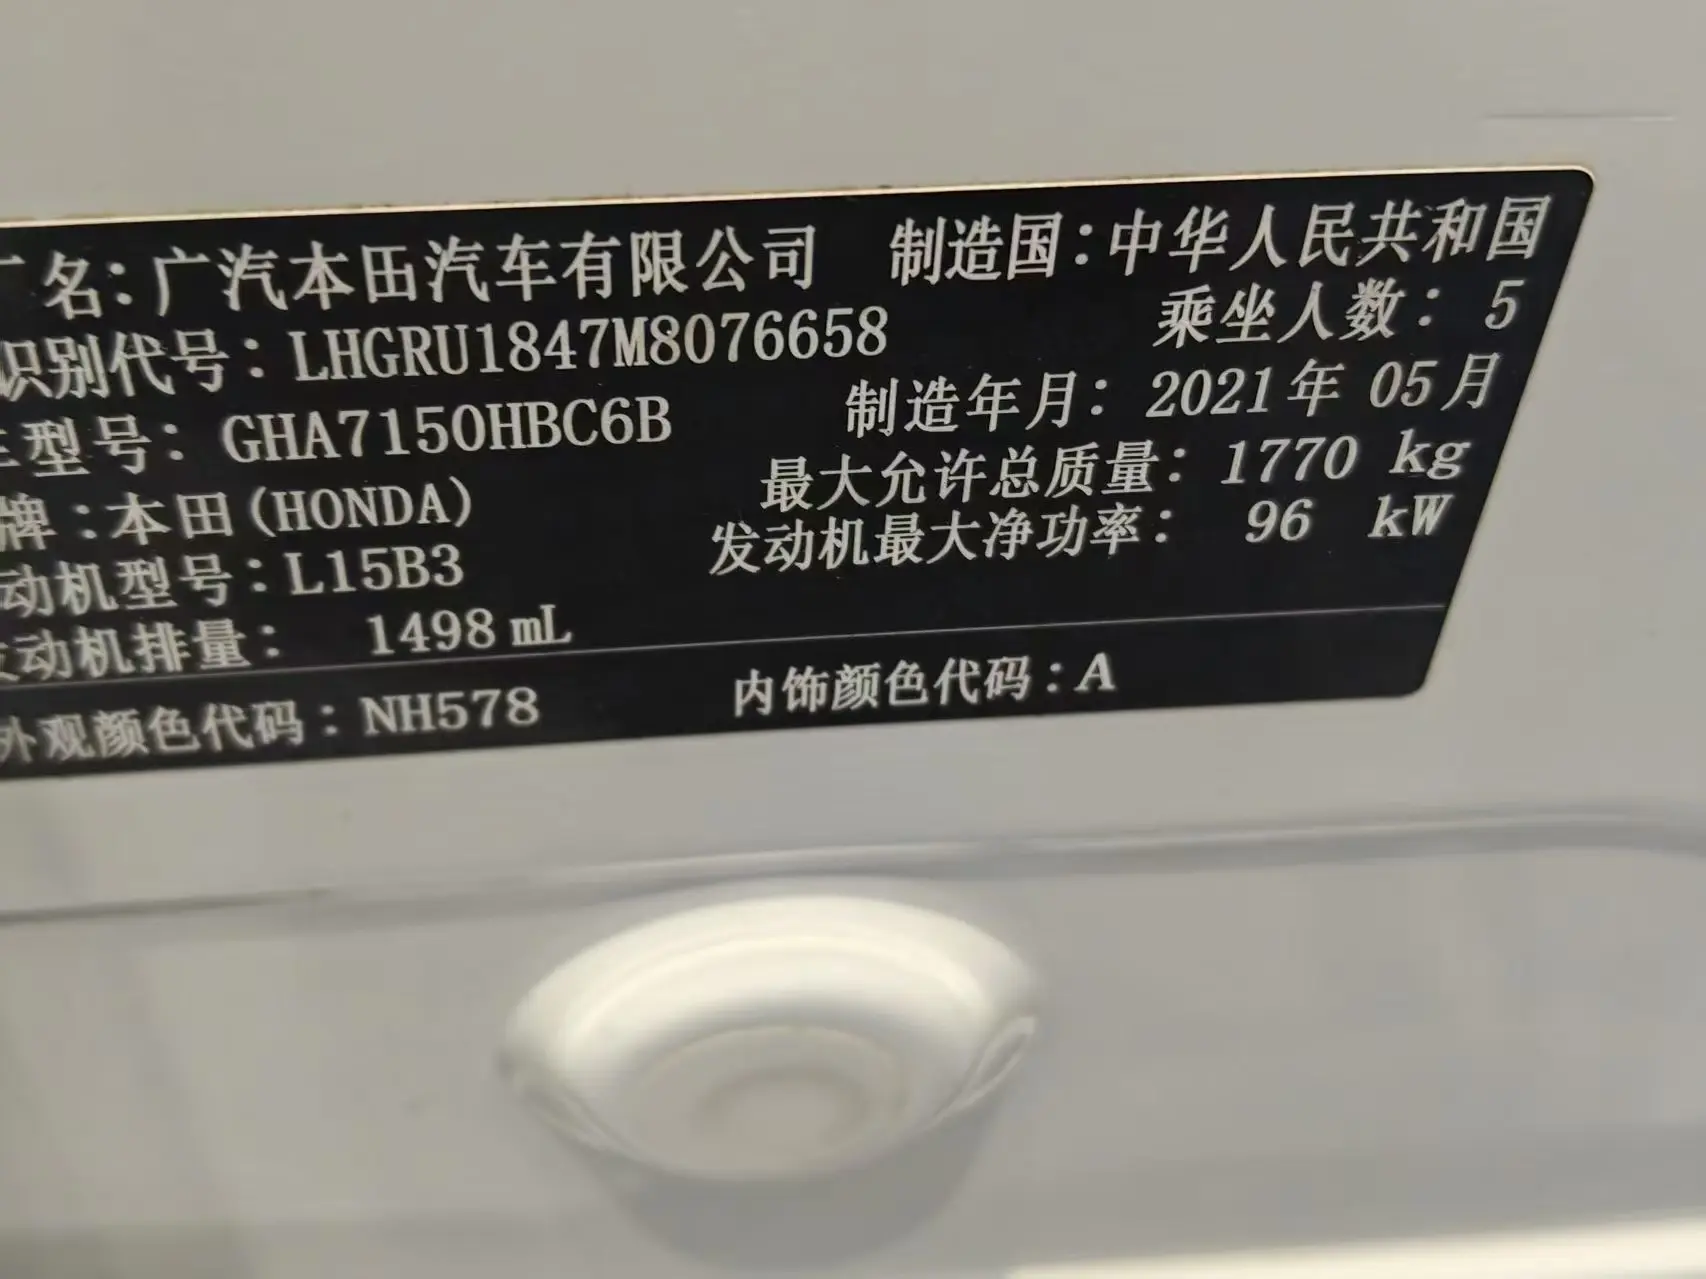 厂名：广汽本田汽车有限公司 制造国：中华人民共和国
识别代号：LHGRU1847M8076658 乘坐人数：5
车型号：GHA7150HBC6B 制造年月：2021年05月
牌：本田(HONDA) 最大允许总质量：1770 kg
动机型号：L15B3 发动机最大净功率：96 kW
发动机排量：1498 mL
外观颜色代码：NH578 内饰颜色代码：A